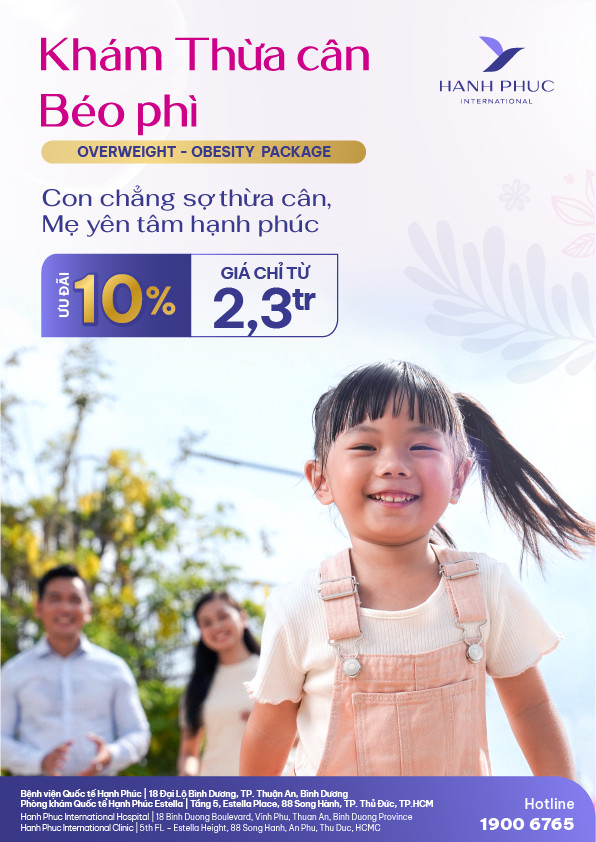 Khám Thừa cân
Béo phì
HANH PHUC
INTERNATIONAL
OVERWEIGHT - OBESITY PACKAGE
Con chẳng sợ thừa cân,
Mẹ yên tâm hạnh phúc
ƯU ĐÃI
10%
GIÁ CHỈ TỪ
2,3tr
Bệnh viện Quốc tế Hạnh Phúc | 18 Đại Lộ Bình Dương, TP. Thuận An, Bình Dương
Phòng khám Quốc tế Hạnh Phúc Estella | Tầng 5, Estella Place, 88 Song Hành, TP. Thủ Đức, TP.HCM
Hanh Phuc International Hospital | 18 Binh Duong Boulevard, Vinh Phu, Thuan An, Binh Duong Province
Hanh Phuc International Clinic | 5th FL - Estella Height, 88 Song Hanh, An Phu, Thu Duc, HCMC
Hotline
1900 6765